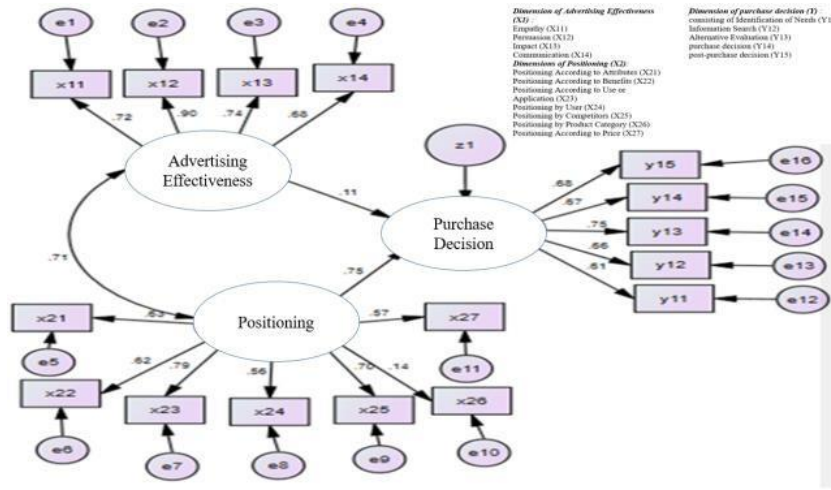 e1 e2 e3 e4
x11 x12 x13 x14
.72 .90 .74 .68
Advertising
Effectiveness
.11
.71
z1
Purchase
Decision
.75
.68 y15 e16
.67 y14 e15
.75 y13 e14
.66 y12 e13
.61 y11 e12
Positioning
x21 .63
e5
.57 x27
e11
x22 .62
e6
.79 x23
e7
.56 x24
e8
.70 x25
e9
.14 x26
e10
Dimension of Advertising Effectiveness
(X1) :
Empathy (X11)
Persuasion (X12)
Impact (X13)
Communication (X14)
Dimensions of Positioning (X2):
Positioning According to Attributes (X21)
Positioning According to Benefits (X22)
Positioning According to Use or
Application (X23)
Positioning by User (X24)
Positioning by Competitors (X25)
Positioning by Product Category (X26)
Positioning According to Price (X27)
Dimension of purchase decision (Y) :
consisting of Identification of Needs (Y1
Information Search (Y12)
Alternative Evaluation (Y13)
purchase decision (Y14)
post-purchase decision (Y15)